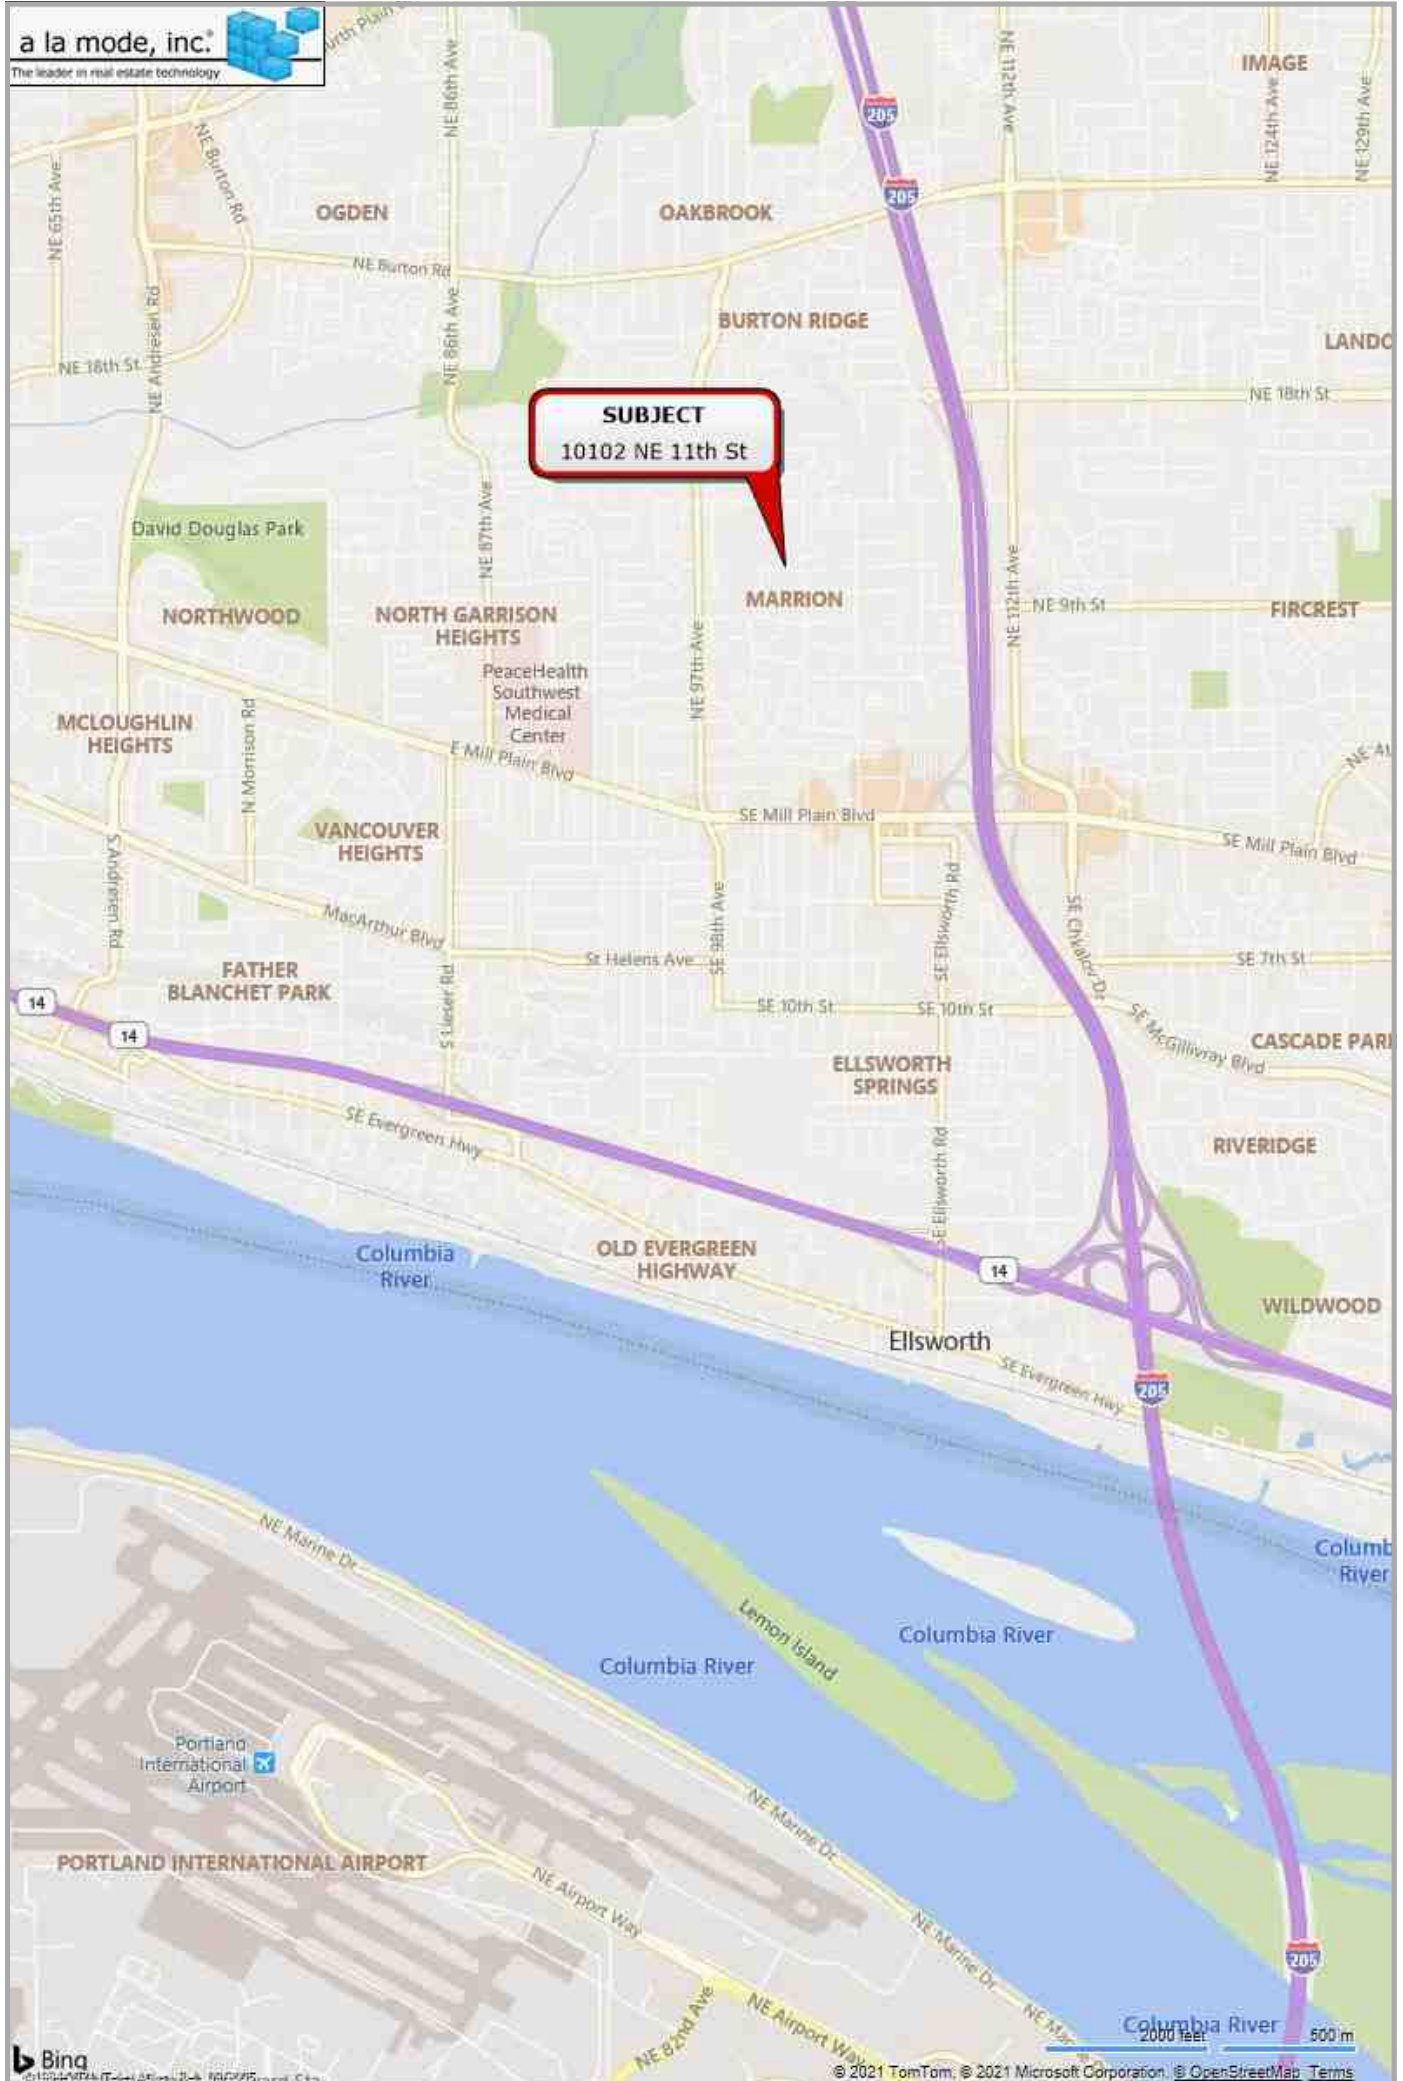 a la mode, inc.®
The leader in real estate technology
NE 86th Ave
NE 112th Ave
IMAGE
NE 124th Ave
NE 129th Ave
205
NE Burton Rd
NE 65th Ave
205
OGDEN
OAKBROOK
NE Burton Rd
NE Andresen Rd
NE 86th Ave
BURTON RIDGE
NE 18th St
NE 18th St
SUBJECT
10102 NE 11th St
NE 87th Ave
David Douglas Park
NE 112th Ave
MARRION
NE 9th St
FIRCREST
NORTHWOOD
NORTH GARRISON
HEIGHTS
NE 97th Ave
PeaceHealth
Southwest
Medical
Center
MCLOUGHLIN
HEIGHTS
N Morrison Rd
E Mill Plain Blvd
SE Mill Plain Blvd
SE Mill Plain Blvd
VANCOUVER
HEIGHTS
S Andresen Rd
MacArthur Blvd
SE 98th Ave
SE Ellsworth Rd
SE Chkalov Dr
St Helens Ave
SE 7th St
FATHER
BLANCHET PARK
S Lieser Rd
14
SE 10th St
SE 10th St
14
SE McGillivray Blvd
ELLSWORTH
SPRINGS
SE Evergreen Hwy
SE Ellsworth Rd
RIVERIDGE
Columbia
River
OLD EVERGREEN
HIGHWAY
14
WILDWOOD
Ellsworth
SE Evergreen Hwy
205
NE Marine Dr
River
Lemon Island
Columbia River
Columbia River
Portland
International
Airport
NE Marine Dr
PORTLAND INTERNATIONAL AIRPORT
NE Airport Way
NE Marine Dr
205
NE 82nd Ave
NE Airport Way
Columbia River
2000 feet
500 m
Bing
© 2021 TomTom, © 2021 Microsoft Corporation, © OpenStreetMap Terms